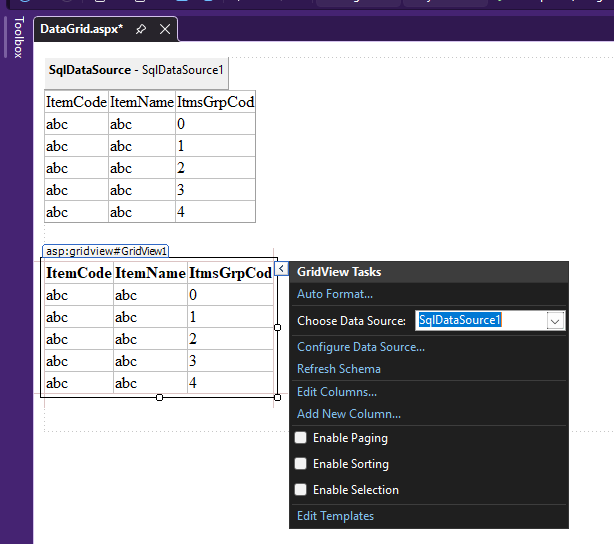 Toolbox
DataGrid.aspx*
SqlDataSource - SqlDataSource1
ItemCode ItemName ItmsGrpCod
abc abc 0
abc abc 1
abc abc 2
abc abc 3
abc abc 4
asp:gridview#GridView1
ItemCode ItemName ItmsGrpCod
abc abc 0
abc abc 1
abc abc 2
abc abc 3
abc abc 4
GridView Tasks
Auto Format...
Choose Data Source: SqlDataSource1
Configure Data Source...
Refresh Schema
Edit Columns...
Add New Column...
Enable Paging
Enable Sorting
Enable Selection
Edit Templates